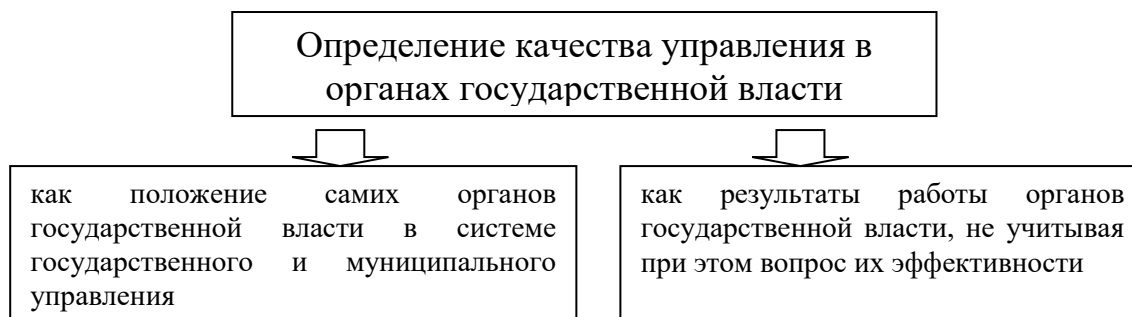 Определение качества управления в
органах государственной власти
как положение самих органов
государственной власти в системе
государственного и муниципального
управления
как результаты работы органов
государственной власти, не учитывая
при этом вопрос их эффективности